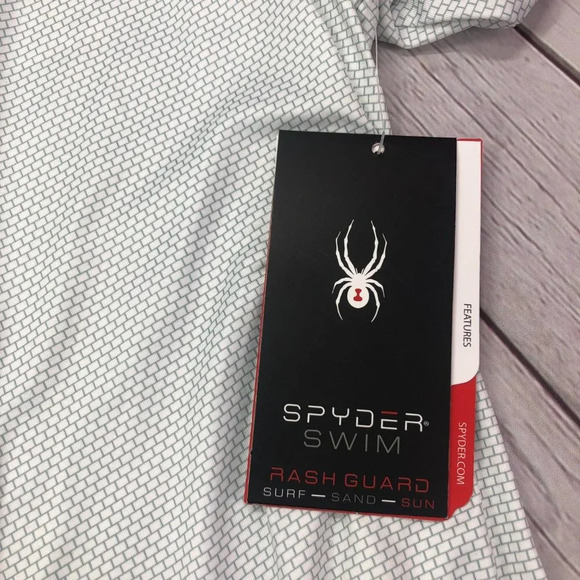 SPYDER®
SWIM
RASH GUARD
SURF — SAND — SUN
FEATURES
SPYDER.COM